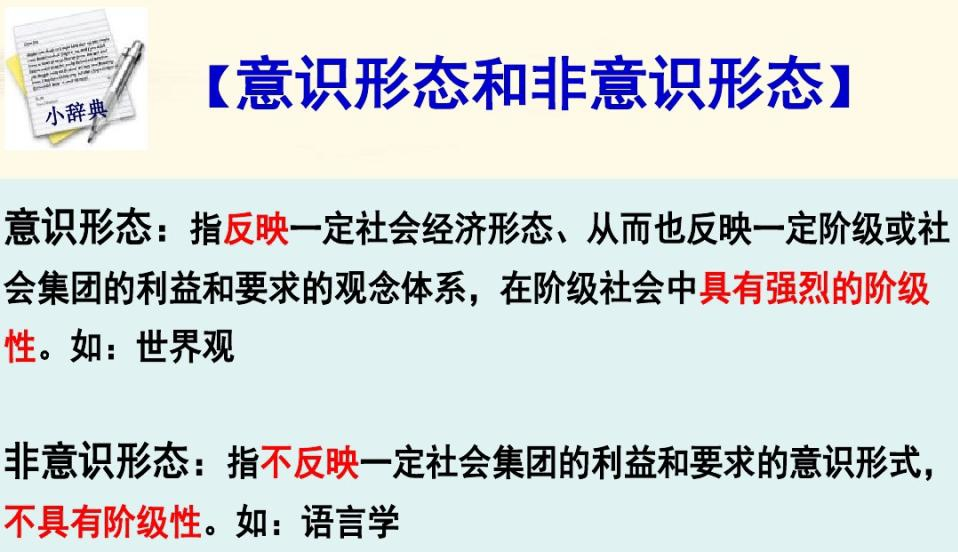 小辞典
【意识形态和非意识形态】
意识形态：指反映一定社会经济形态、从而也反映一定阶级或社
会集团的利益和要求的观念体系，在阶级社会中具有强烈的阶级
性。如：世界观
非意识形态：指不反映一定社会集团的利益和要求的意识形式，
不具有阶级性。如：语言学